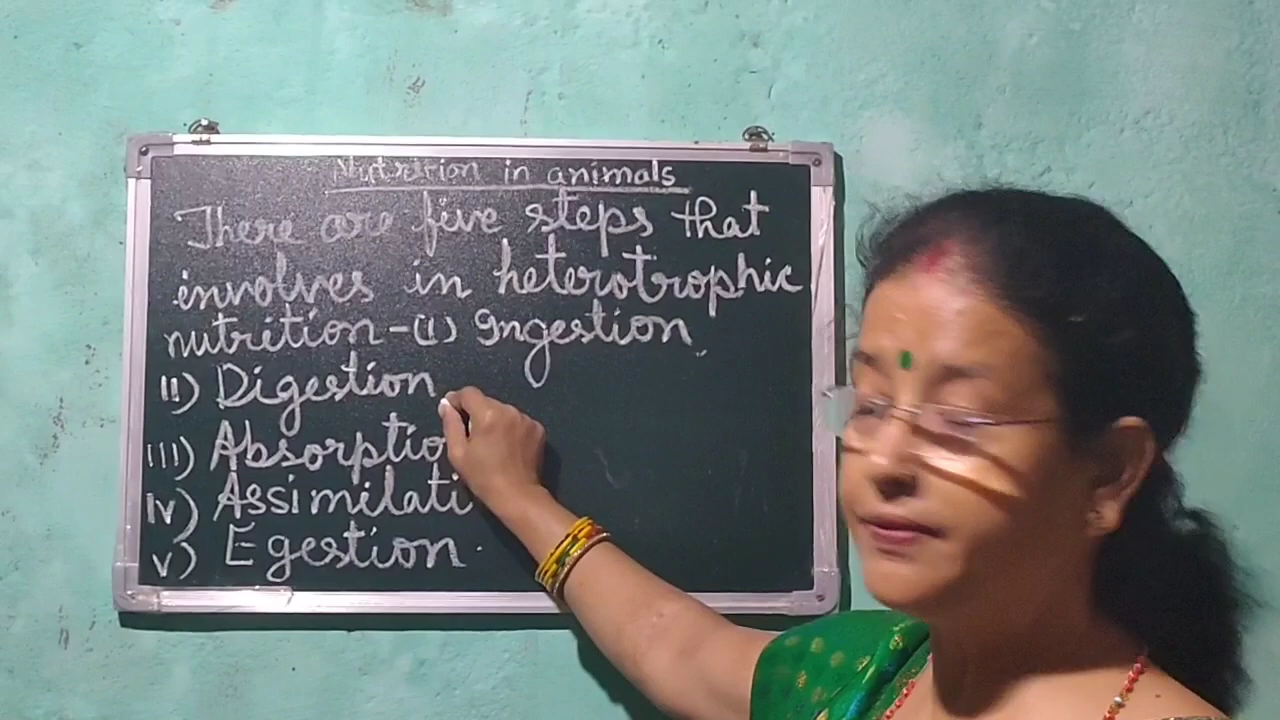 Nutrition in animals
There are five steps that
involves in heterotrophic
nutrition-(i) Ingestion
ii) Digestion
iii) Absorptio
iv) Assimilati
v) Egestion.